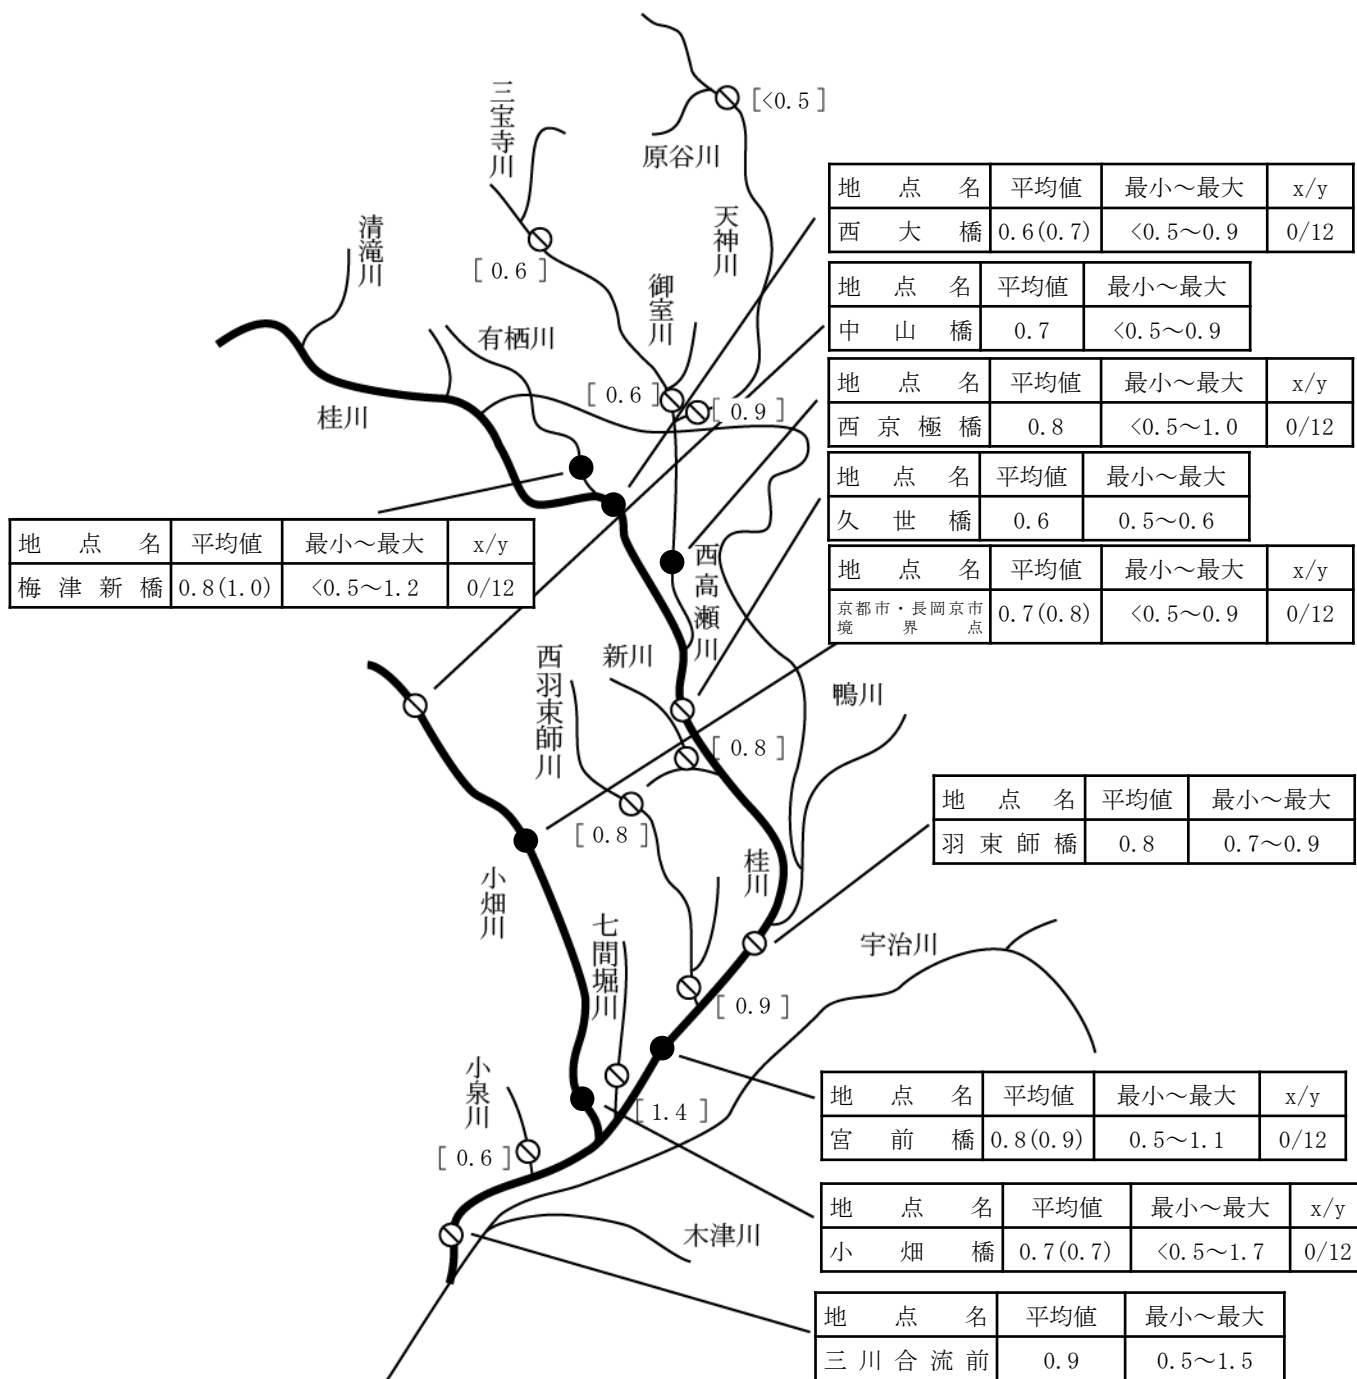 [<0.5 ]
三宝寺川
原谷川
地点名 平均値 最小～最大 x/y
西大橋 0.6(0.7) <0.5～0.9 0/12
天神川
清滝川
[ 0.6 ]
御室川
地点名 平均値 最小～最大
中山橋 0.7 <0.5～0.9
有栖川
地点名 平均値 最小～最大 x/y
西京極橋 0.8 <0.5～1.0 0/12
[ 0.6 ]
[ 0.9 ]
桂川
地点名 平均値 最小～最大
久世橋 0.6 0.5～0.6
地点名 平均値 最小～最大 x/y
梅津新橋 0.8(1.0) <0.5～1.2 0/12
西高瀬川
地点名 平均値 最小～最大 x/y
京都市・長岡京市境界点 0.7(0.8) <0.5～0.9 0/12
新川
西羽束師川
鴨川
[ 0.8 ]
[ 0.8 ]
地点名 平均値 最小～最大
羽束師橋 0.8 0.7～0.9
桂川
小畑川
七間堀川
宇治川
[ 0.9 ]
小泉川
地点名 平均値 最小～最大 x/y
宮前橋 0.8(0.9) 0.5～1.1 0/12
[ 1.4 ]
[ 0.6 ]
地点名 平均値 最小～最大 x/y
小畑橋 0.7(0.7) <0.5～1.7 0/12
木津川
地点名 平均値 最小～最大
三川合流前 0.9 0.5～1.5